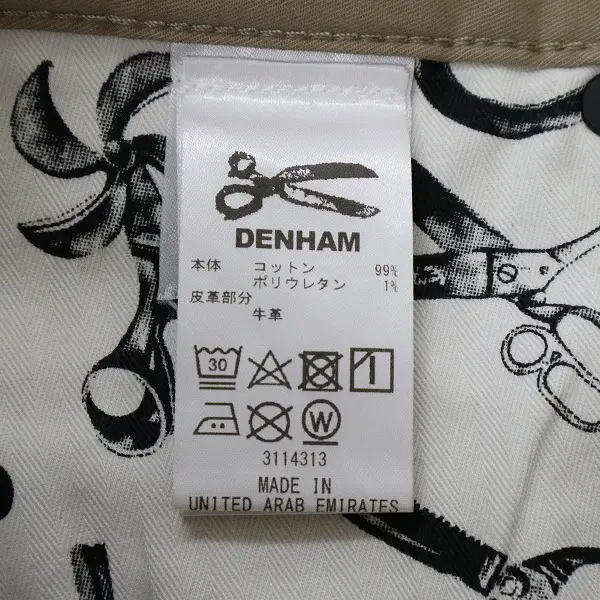 DENHAM
本体 コットン 99%
ポリウレタン 1%
皮革部分
牛革
30
W
3114313
MADE IN
UNITED ARAB EMIRATES